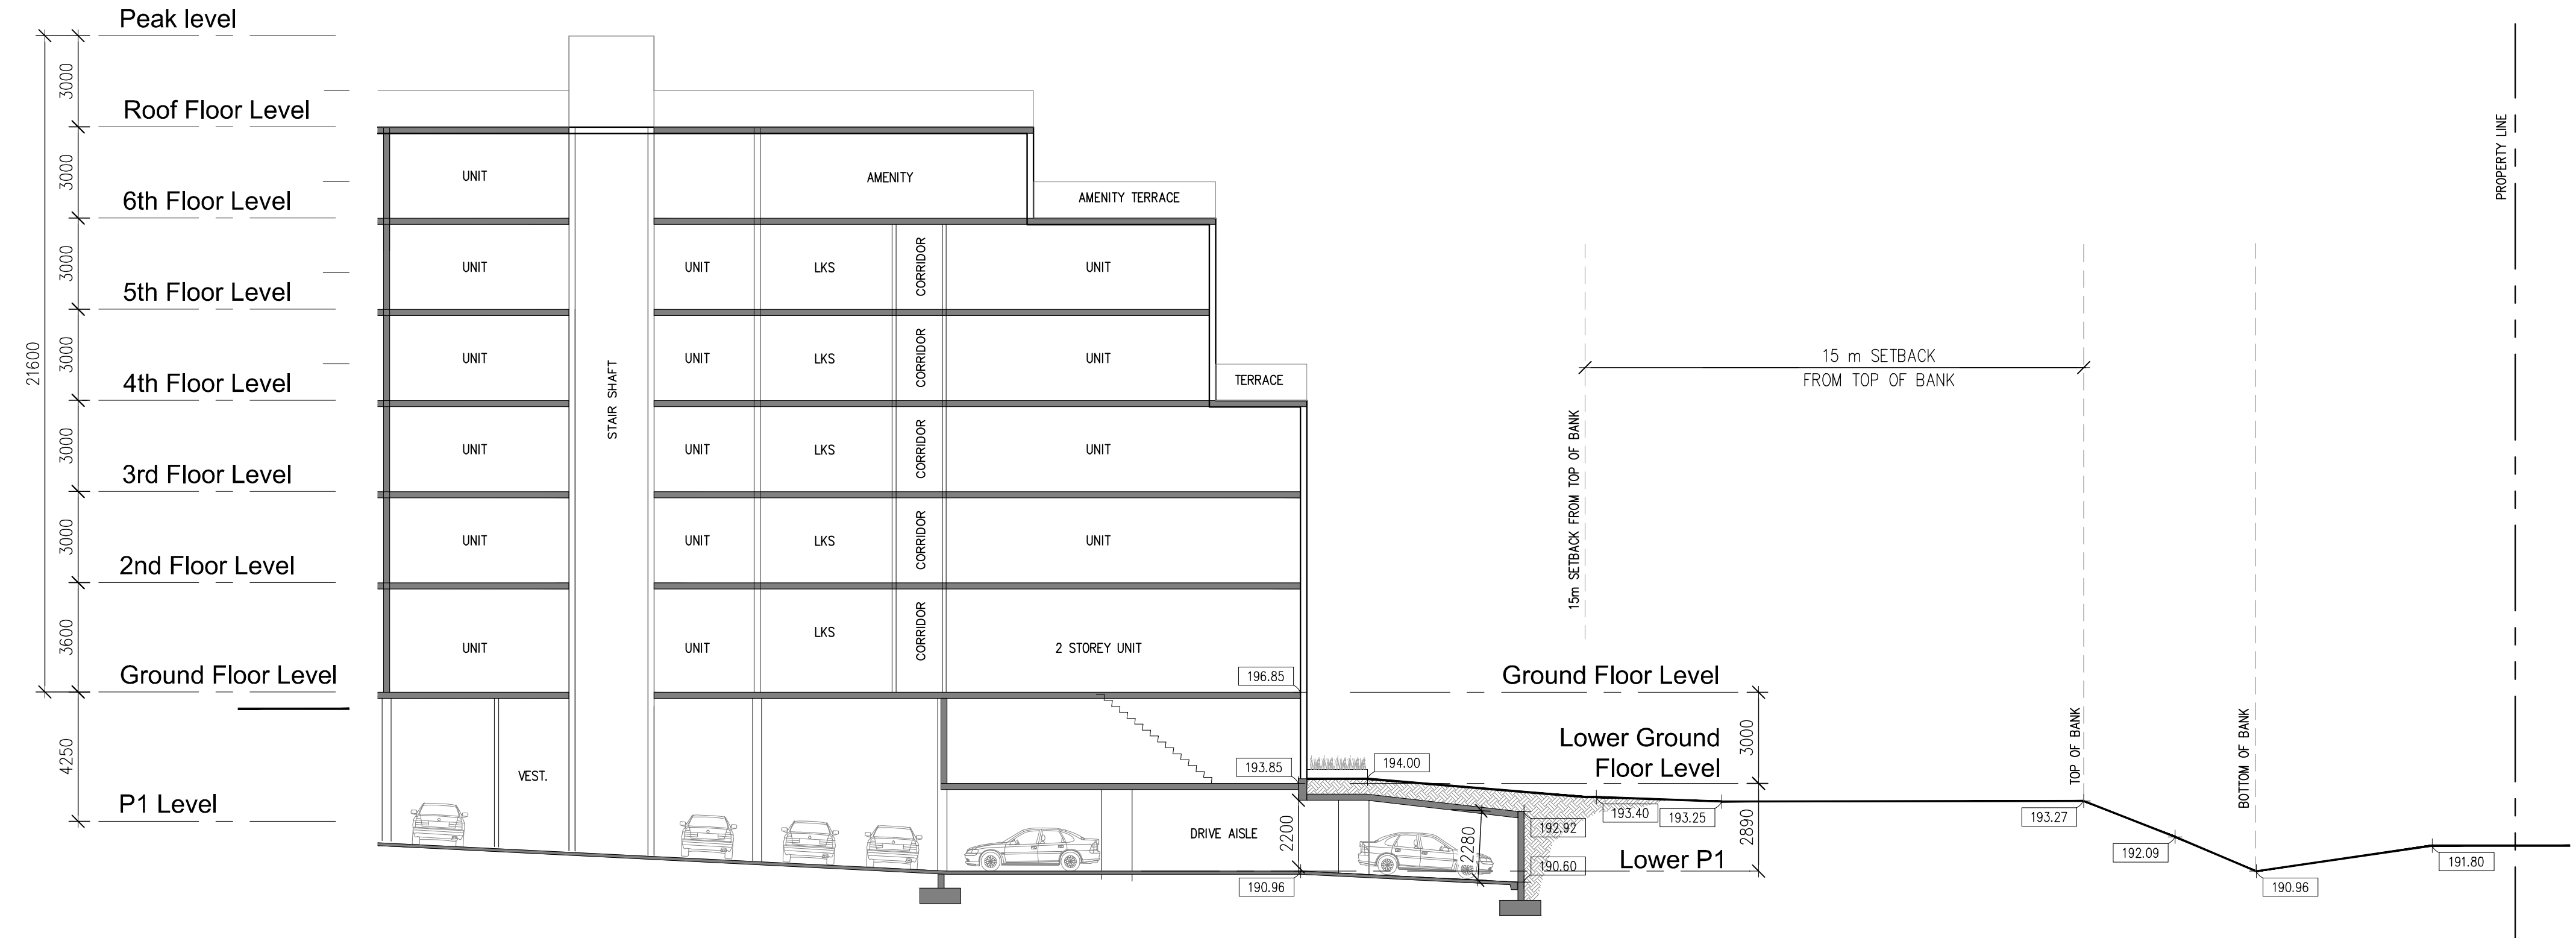 Peak level
3000
Roof Floor Level
PROPERTY LINE
3000
UNIT
AMENITY
6th Floor Level
AMENITY TERRACE
3000
UNIT
UNIT
LKS
CORRIDOR
UNIT
5th Floor Level
21600
3000
UNIT
UNIT
LKS
CORRIDOR
UNIT
15 m SETBACK
FROM TOP OF BANK
4th Floor Level
TERRACE
STAIR SHAFT
3000
UNIT
UNIT
LKS
CORRIDOR
UNIT
15m SETBACK FROM TOP OF BANK
3rd Floor Level
3000
UNIT
UNIT
LKS
CORRIDOR
UNIT
2nd Floor Level
3600
UNIT
UNIT
LKS
CORRIDOR
2 STOREY UNIT
Ground Floor Level
196.85
Ground Floor Level
4250
VEST.
3000
TOP OF BANK
BOTTOM OF BANK
Lower Ground
Floor Level
193.85
194.00
P1 Level
DRIVE AISLE
2200
2280
192.92
193.40
193.25
2890
193.27
192.09
191.80
Lower P1
190.96
190.60
190.96